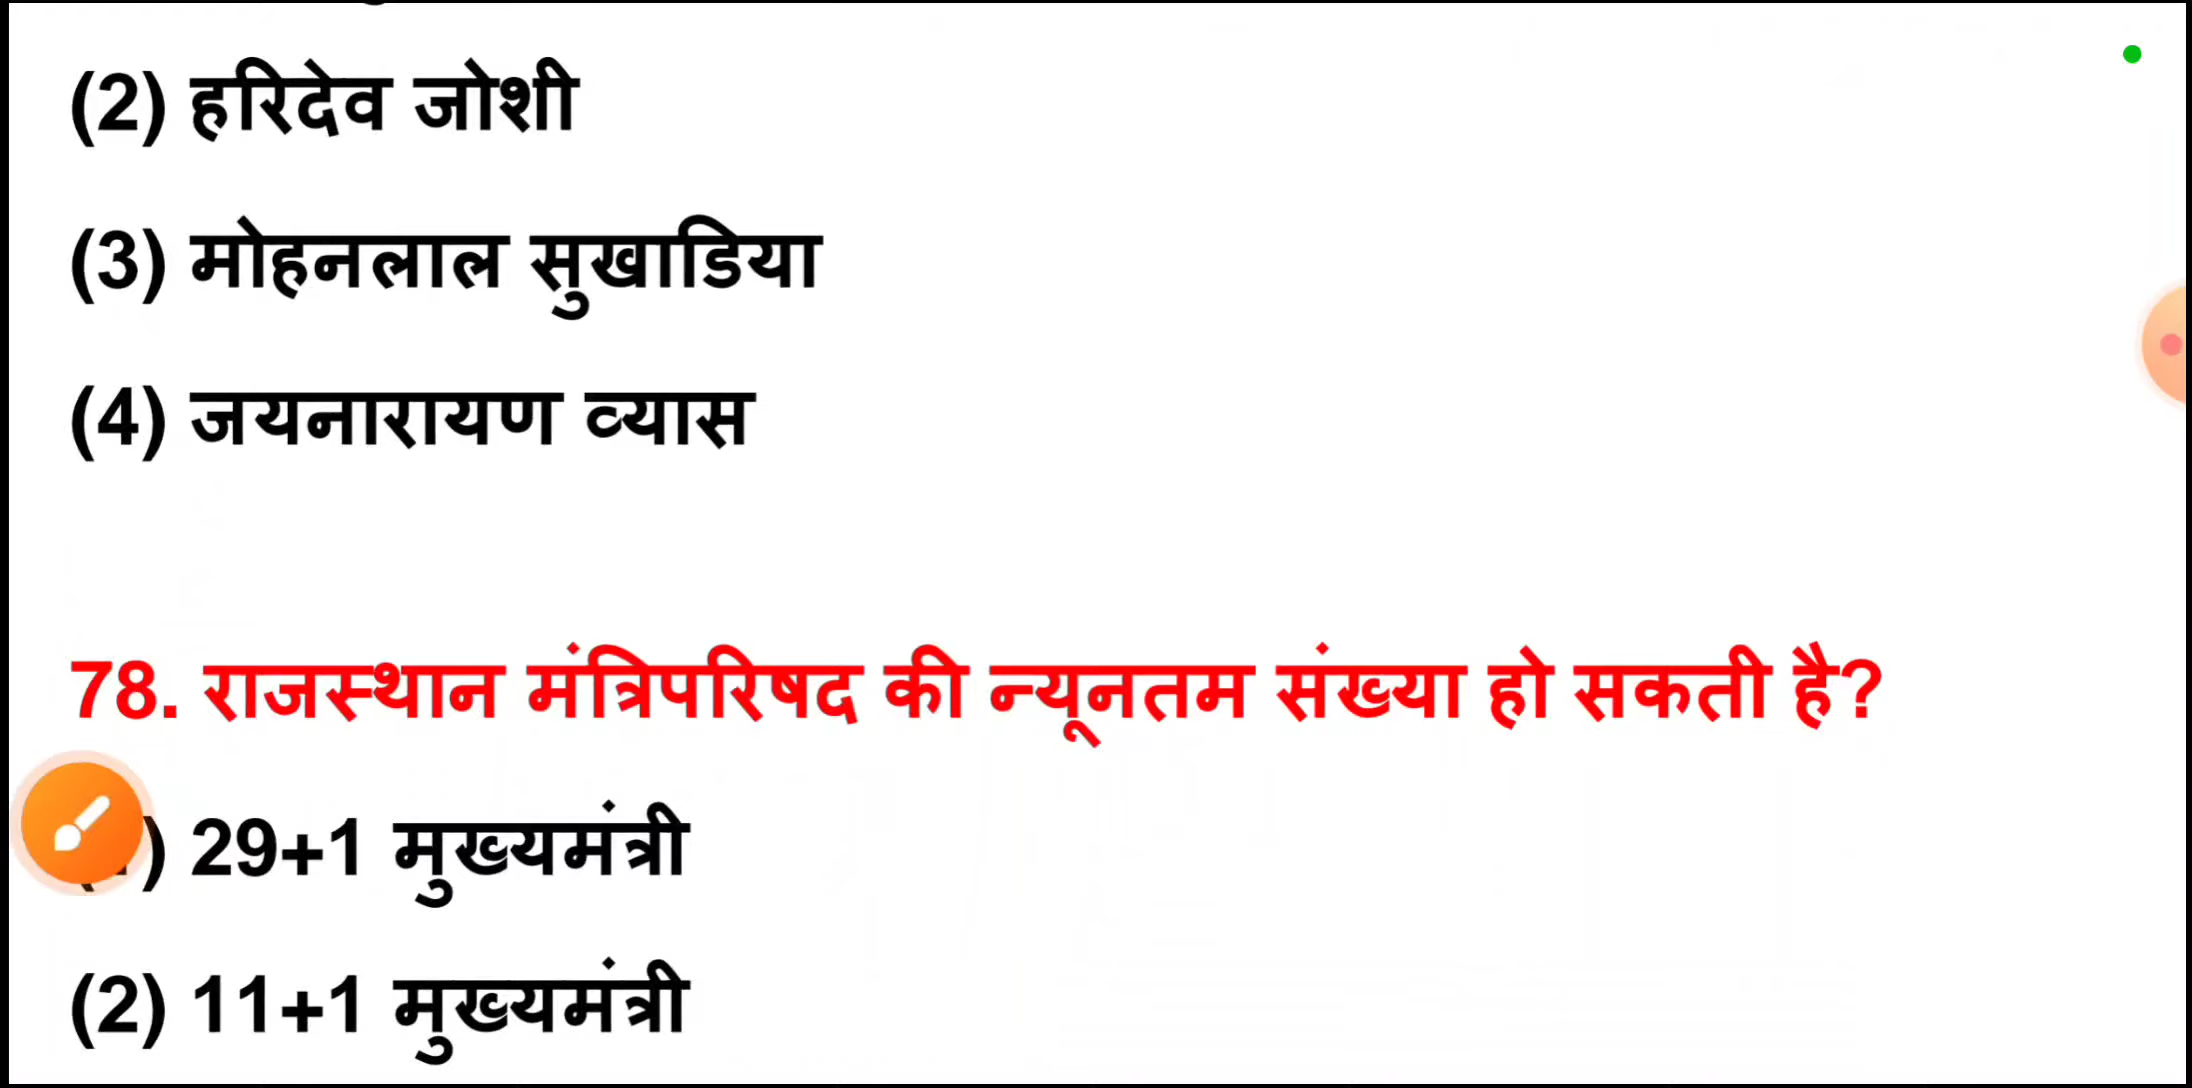 (2) हरिदेव जोशी
(3) मोहनलाल सुखाडिया
(4) जयनारायण व्यास
78. राजस्थान मंत्रिपरिषद की न्यूनतम संख्या हो सकती है?
) 29+1 मुख्यमंत्री
(2) 11+1 मुख्यमंत्री